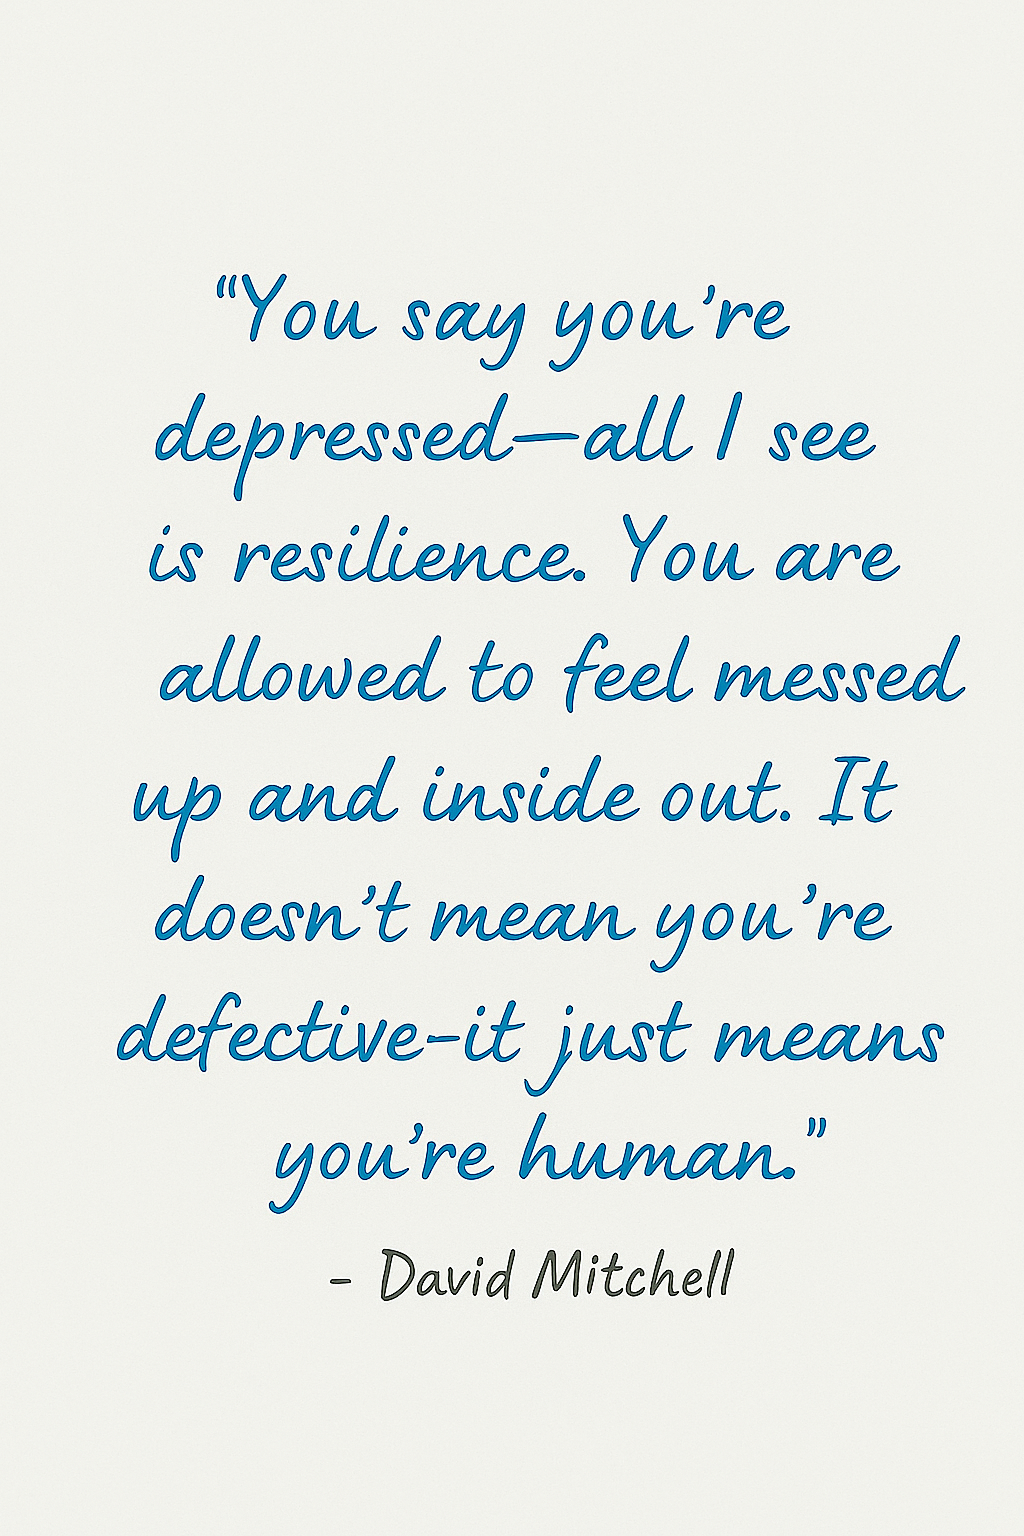 “You say you’re
depressed—all I see
is resilience. You are
allowed to feel messed
up and inside out. It
doesn’t mean you’re
defective-it just means
you’re human.”
- David Mitchell